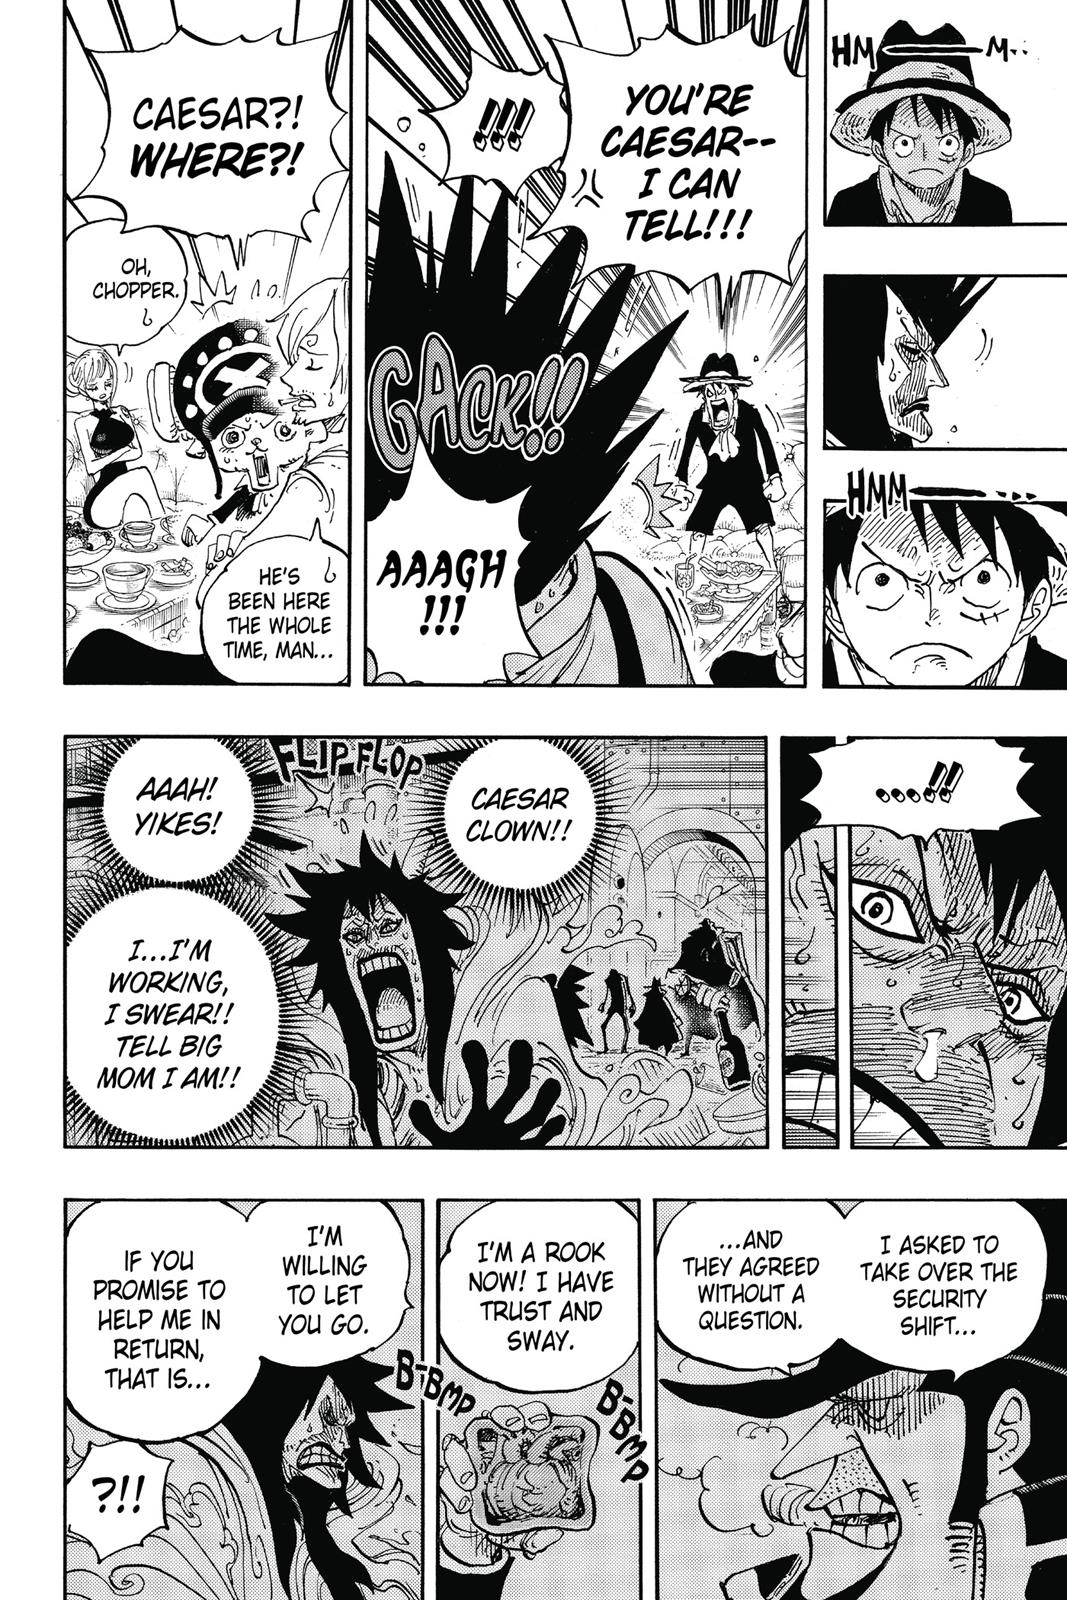 HMM..
YOU'RE
CAESAR--
I CAN
TELL!!!
!!!
GACK!!
AAAGH
!!!
HMM...
CAESAR?!
WHERE?!
OH,
CHOPPER.
HE'S
BEEN HERE
THE WHOLE
TIME, MAN...
...!!
CAESAR
CLOWN!!
FLIP FLOP
AAAH!
YIKES!
I...I'M
WORKING,
I SWEAR!!
TELL BIG
MOM I AM!!
I ASKED TO
TAKE OVER THE
SECURITY
SHIFT...
...AND
THEY AGREED
WITHOUT A
QUESTION.
I'M A ROOK
NOW! I HAVE
TRUST AND
SWAY.
B-BMP
B-BMP
I'M
WILLING
TO LET
YOU GO.
IF YOU
PROMISE TO
HELP ME IN
RETURN,
THAT IS...
?!!